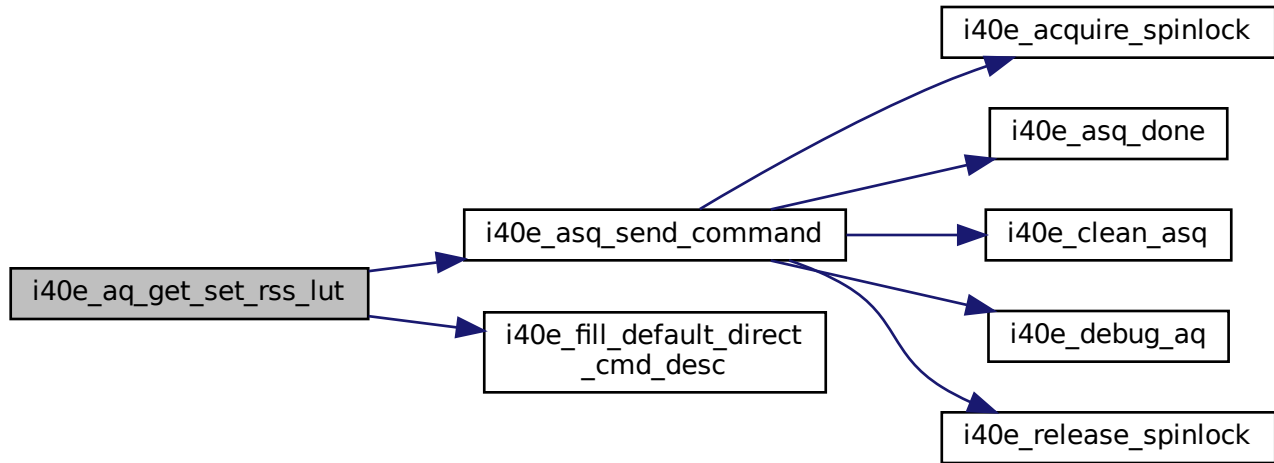 i40e_acquire_spinlock
i40e_asq_done
i40e_asq_send_command
i40e_clean_asq
i40e_aq_get_set_rss_lut
i40e_fill_default_direct
_cmd_desc
i40e_debug_aq
i40e_release_spinlock